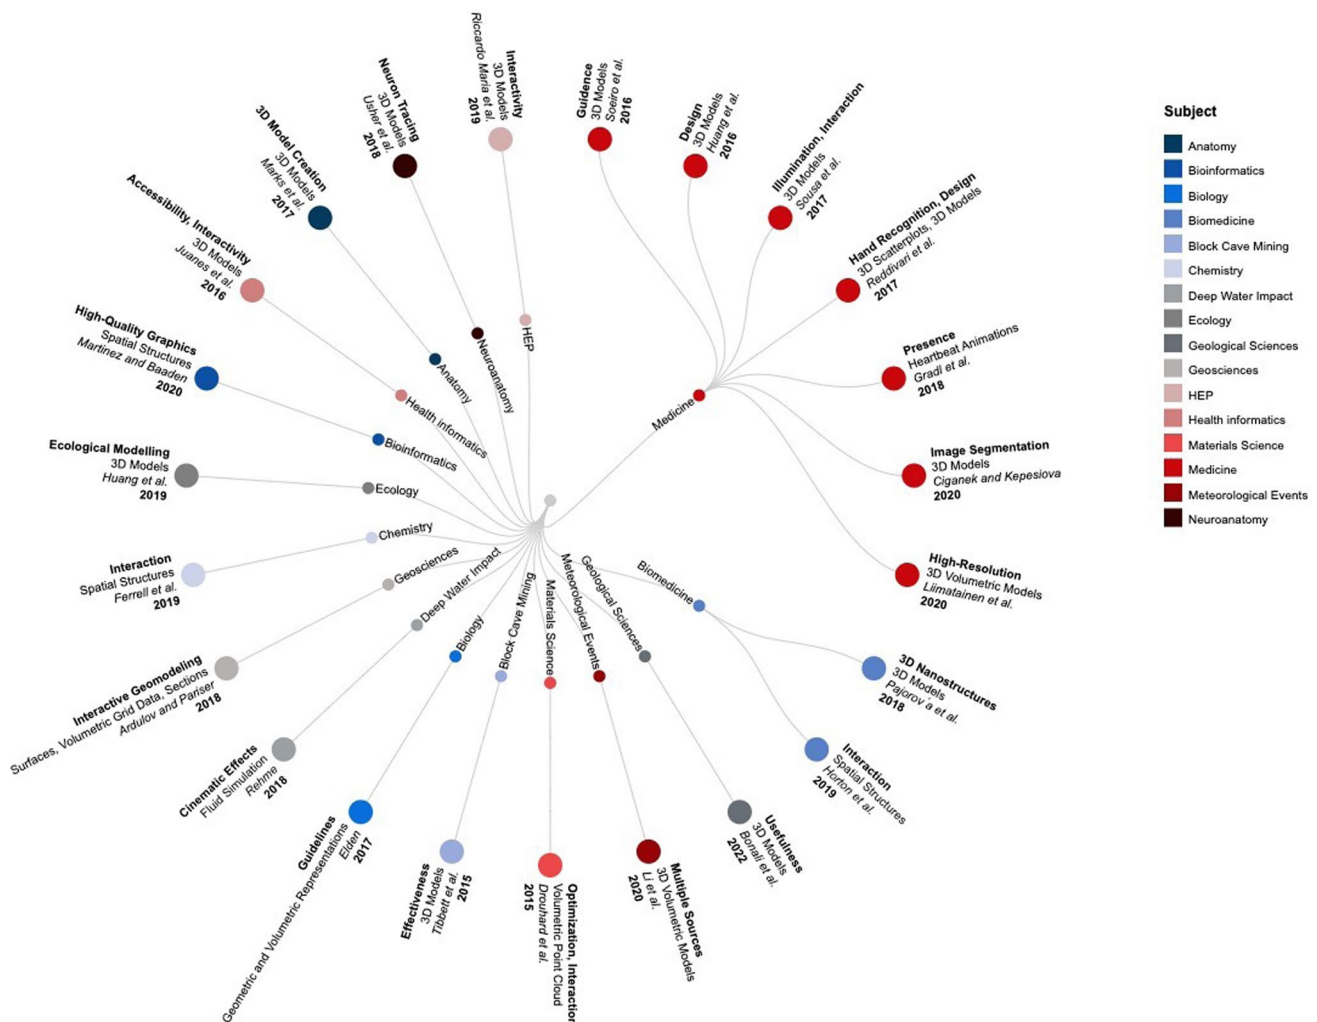 Interactivity
3D Models
Riccardo Maria et al.
2019
Guidence
3D Models
Soeiro et al.
2016
Design
3D Models
Huang et al.
2016
Illumination, Interaction
3D Models
Sousa et al.
2017
Hand Recognition, Design
3D Scatterplots, 3D Models
Reddivari et al.
2017
Presence
Heartbeat Animations
Gradl et al.
2018
Image Segmentation
3D Models
Ciganek and Kepesiova
2020
High-Resolution
3D Volumetric Models
Liimatainen et al.
2020
3D Nanostructures
3D Models
Pajorov´a et al.
2018
Interaction
Spatial Structures
Horton et al.
2019
Usefulness
3D Models
Bonali et al.
2022
Multiple Sources
3D Volumetric Models
Li et al.
2020
Optimization, Interaction
Volumetric Point Cloud
Drouhard et al.
2015
Effectiveness
3D Models
Tibbett et al.
2015
Guidelines
Geometric and Volumetric Representations
Elden
2017
Cinematic Effects
Fluid Simulation
Rehme
2018
Interactive Geomodeling
Surfaces, Volumetric Grid Data, Sections
Ardulov and Pariser
2018
Interaction
Spatial Structures
Ferrell et al.
2019
Ecological Modelling
3D Models
Huang et al.
2019
High-Quality Graphics
Spatial Structures
Martinez and Baaden
2020
Accessibility, Interactivity
3D Models
Juanes et al.
2016
3D Model Creation
3D Models
Marks et al.
2017
Neuron Tracing
3D Models
Usher et al.
2018
HEP
Neuroanatomy
Anatomy
Health informatics
Bioinformatics
Ecology
Chemistry
Geosciences
Deep Water Impact
Biology
Block Cave Mining
Materials Science
Meteorological Events
Geological Sciences
Biomedicine
Medicine
Subject
Anatomy
Bioinformatics
Biology
Biomedicine
Block Cave Mining
Chemistry
Deep Water Impact
Ecology
Geological Sciences
Geosciences
HEP
Health informatics
Materials Science
Medicine
Meteorological Events
Neuroanatomy